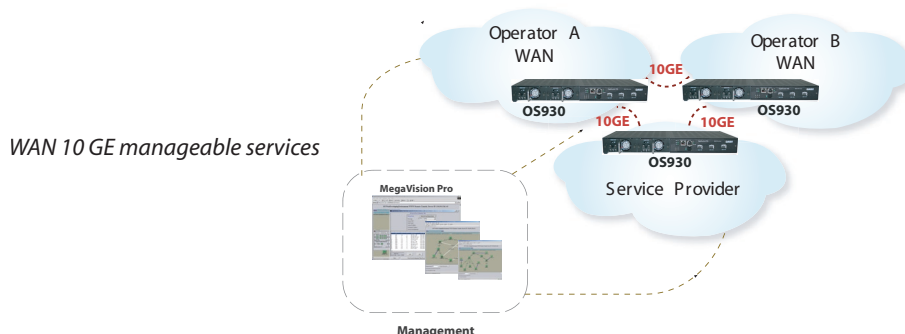 Operator A
WAN
Operator B
WAN
10GE
OS930
OS930
10GE
10GE
OS930
WAN 10 GE manageable services
Service Provider
MegaVision Pro
Management